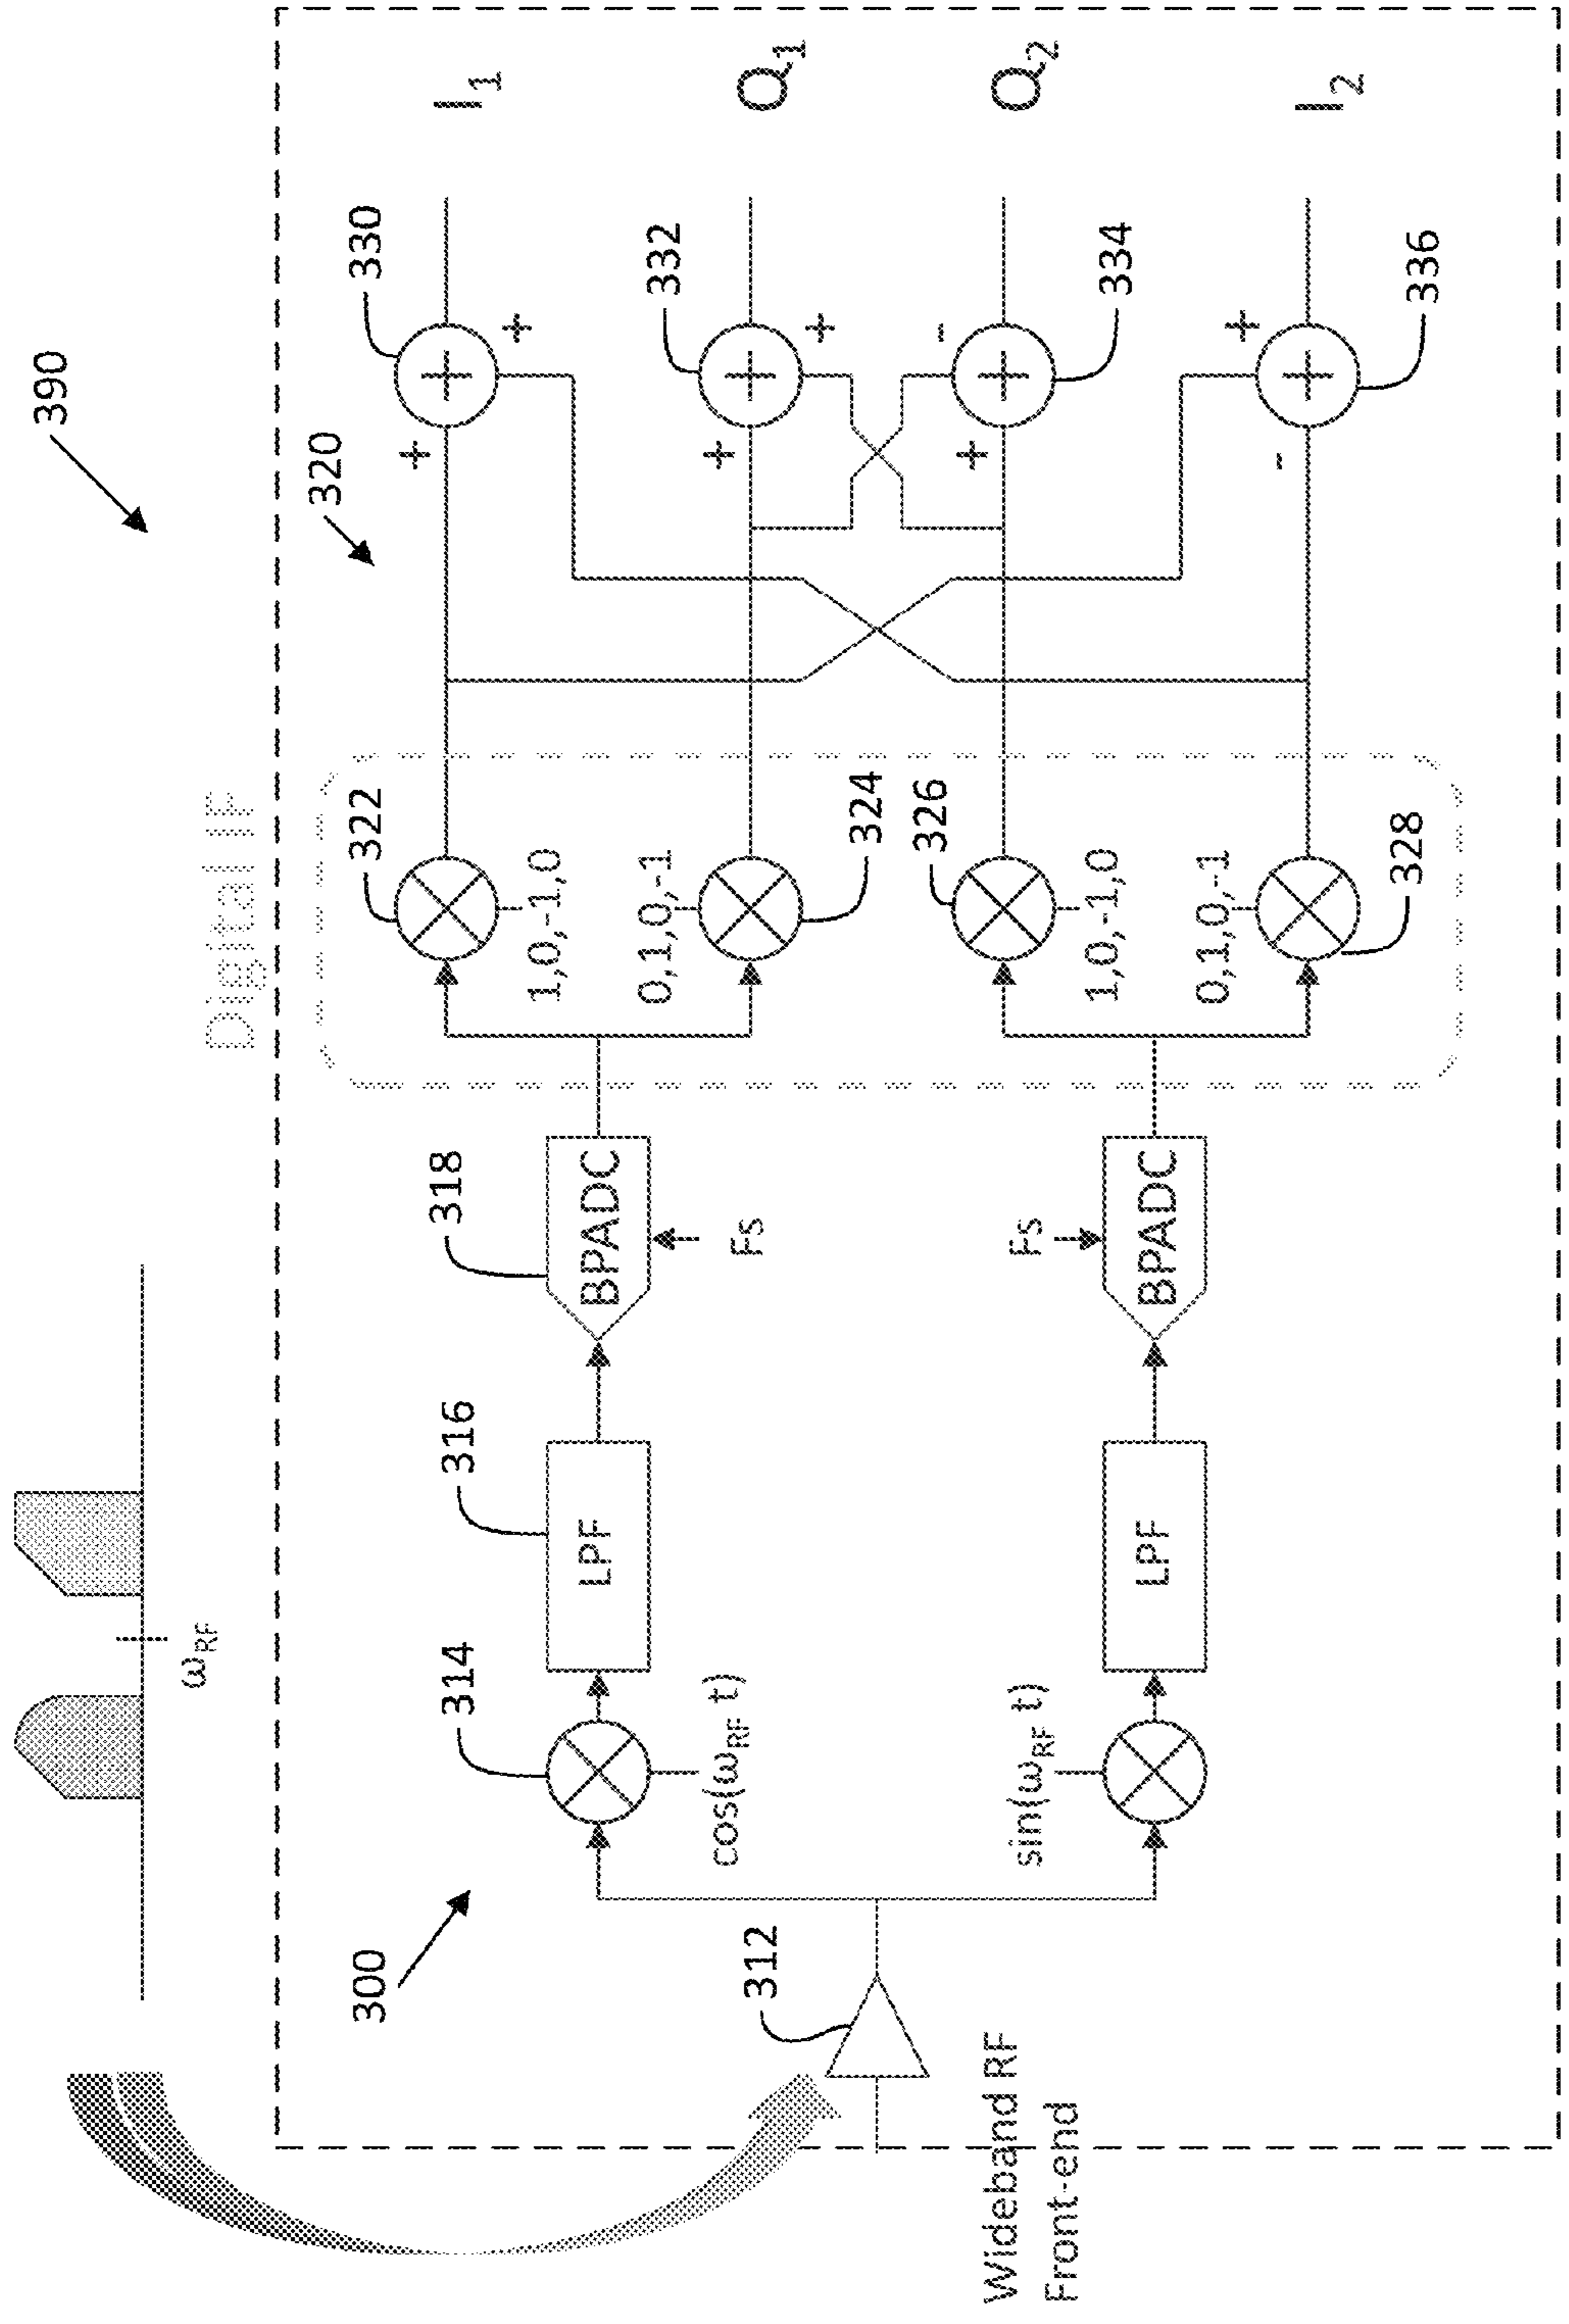 390
ωRF
Digital IF
300
320
312
Wideband RF
Front-end
314
cos(ωRF t)
316
LPF
318
BPADC
Fs
322
1,0,-1,0
0,1,0,-1
324
330
+
+
I1
332
+
+
Q1
sin(ωRF t)
LPF
Fs
BPADC
326
1,0,-1,0
0,1,0,-1
328
-
+
334
Q2
+
-
336
I2